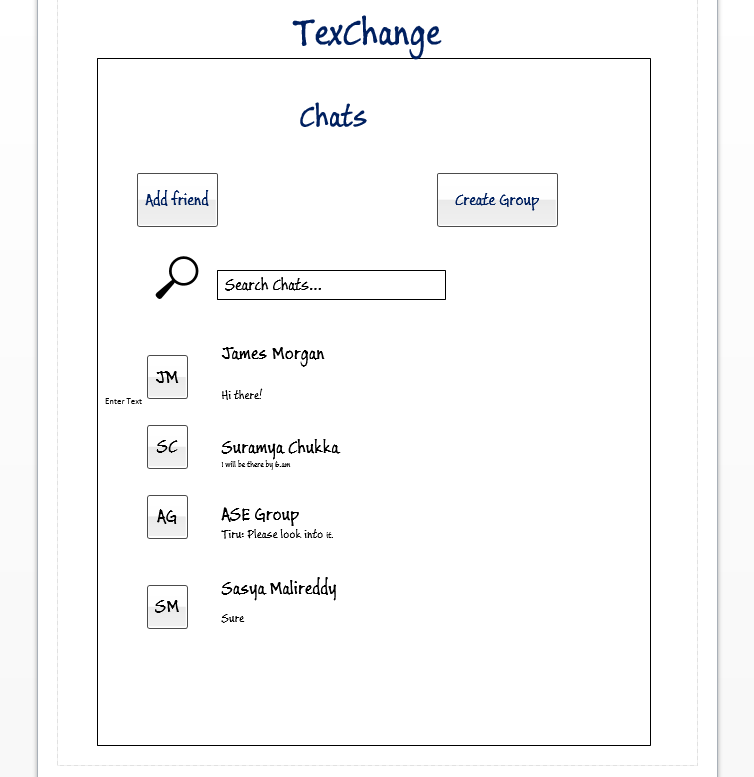 TexChange
Chats
Add friend
Create Group
Search Chats...
James Morgan
JM
Hi there!
Enter Text
SC
Suramya Chukka
I will be there by 6.am
AG
ASE Group
Tiru: Please look into it.
Sasya Malireddy
SM
Sure